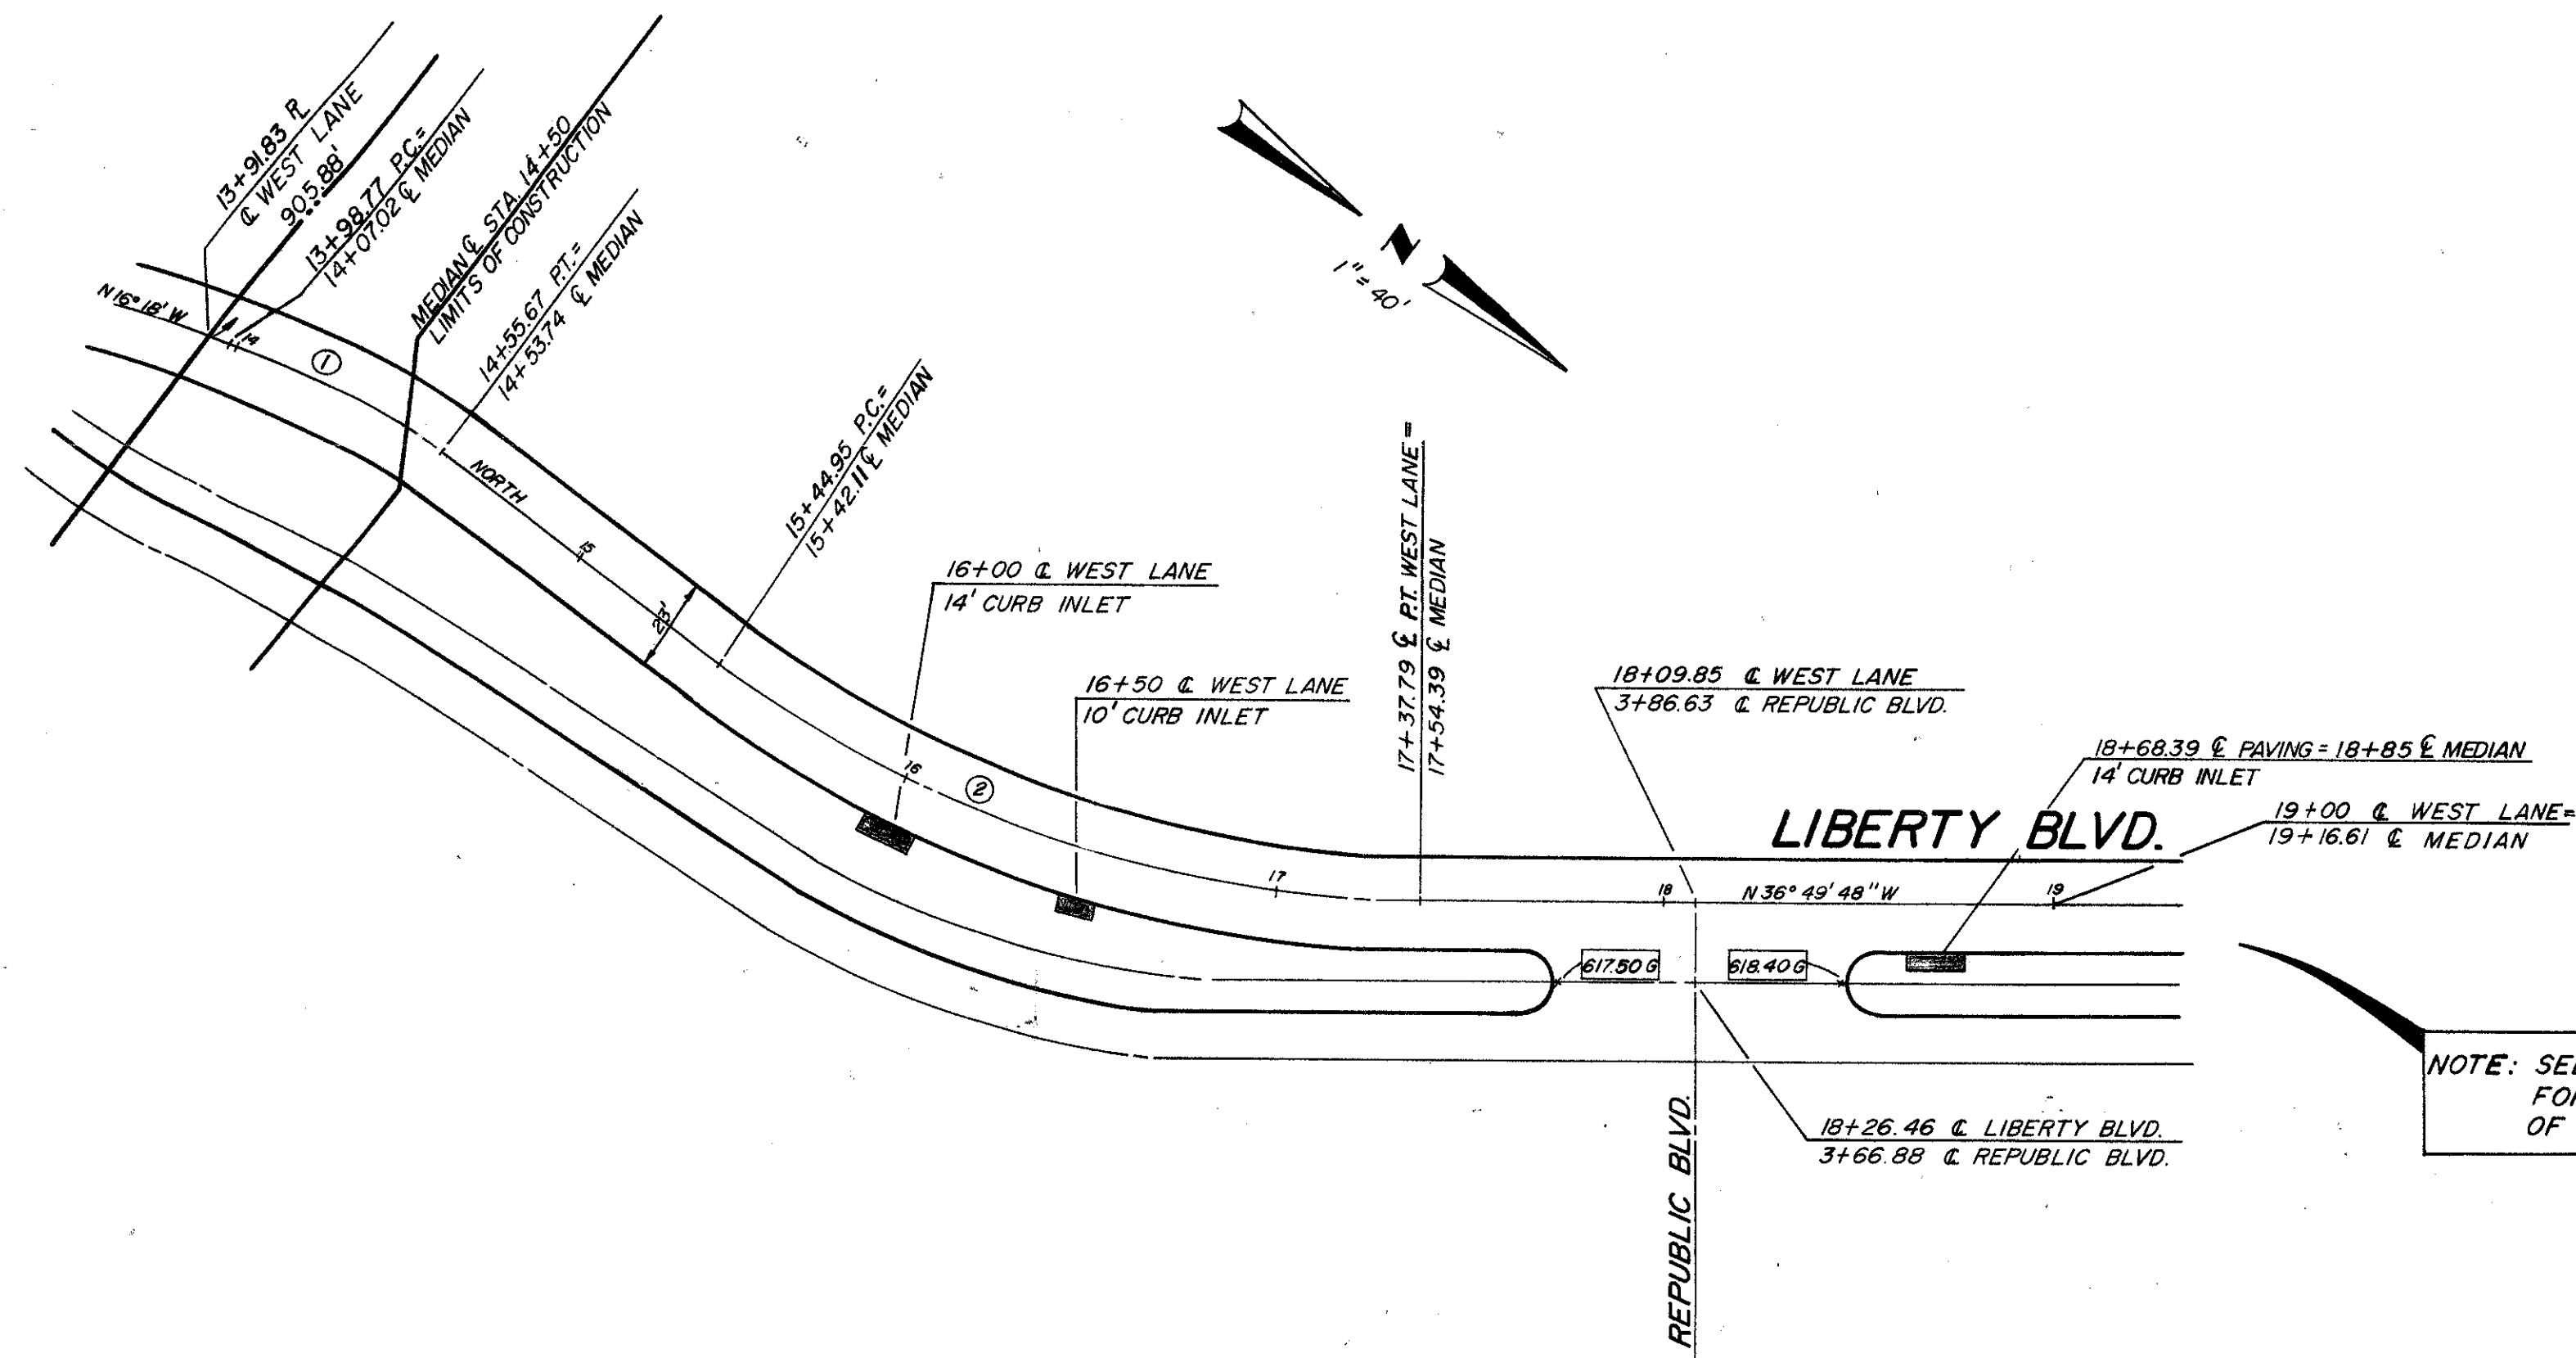 13+91.83 ⅊
℄ WEST LANE
905.88'
13+98.77 P.C.=
14+07.02 ℄ MEDIAN
MEDIAN ℄ STA. 14+50
LIMITS OF CONSTRUCTION
14+55.67 P.T.=
14+53.74 ℄ MEDIAN
N 16° 18' W
14
1
NORTH
15
23'
15+44.95 P.C.=
15+42.11 ℄ MEDIAN
N
1"=40'
16+00 ℄ WEST LANE
14' CURB INLET
16+50 ℄ WEST LANE
10' CURB INLET
16
2
17
17+37.79 ℄ P.T. WEST LANE =
17+54.39 ℄ MEDIAN
18+09.85 ℄ WEST LANE
3+86.63 ℄ REPUBLIC BLVD.
18+68.39 ℄ PAVING = 18+85 ℄ MEDIAN
14' CURB INLET
19+00 ℄ WEST LANE=
19+16.61 ℄ MEDIAN
LIBERTY BLVD.
18
N 36° 49' 48" W
19
617.50 G
618.40 G
18+26.46 ℄ LIBERTY BLVD.
3+66.88 ℄ REPUBLIC BLVD.
REPUBLIC BLVD.
NOTE:
OF